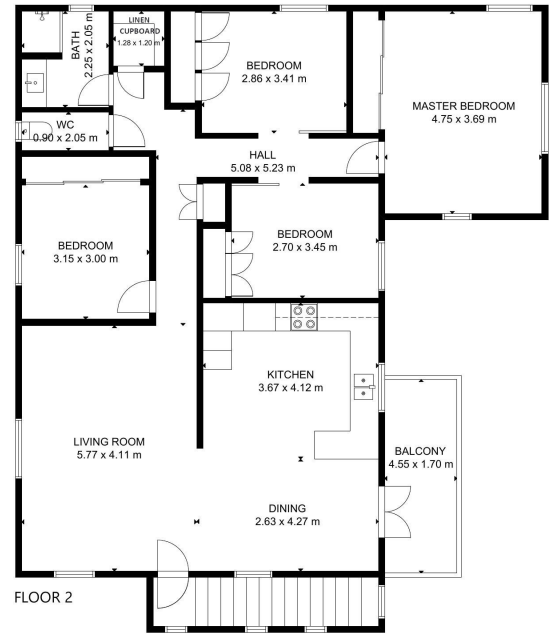 BATH
2.25 x 2.05 m
LINEN
CUPBOARD
1.28 x 1.20 m
BEDROOM
2.86 x 3.41 m
MASTER BEDROOM
4.75 x 3.69 m
WC
0.90 x 2.05 m
HALL
5.08 x 5.23 m
BEDROOM
3.15 x 3.00 m
BEDROOM
2.70 x 3.45 m
KITCHEN
3.67 x 4.12 m
LIVING ROOM
5.77 x 4.11 m
BALCONY
4.55 x 1.70 m
DINING
2.63 x 4.27 m
FLOOR 2